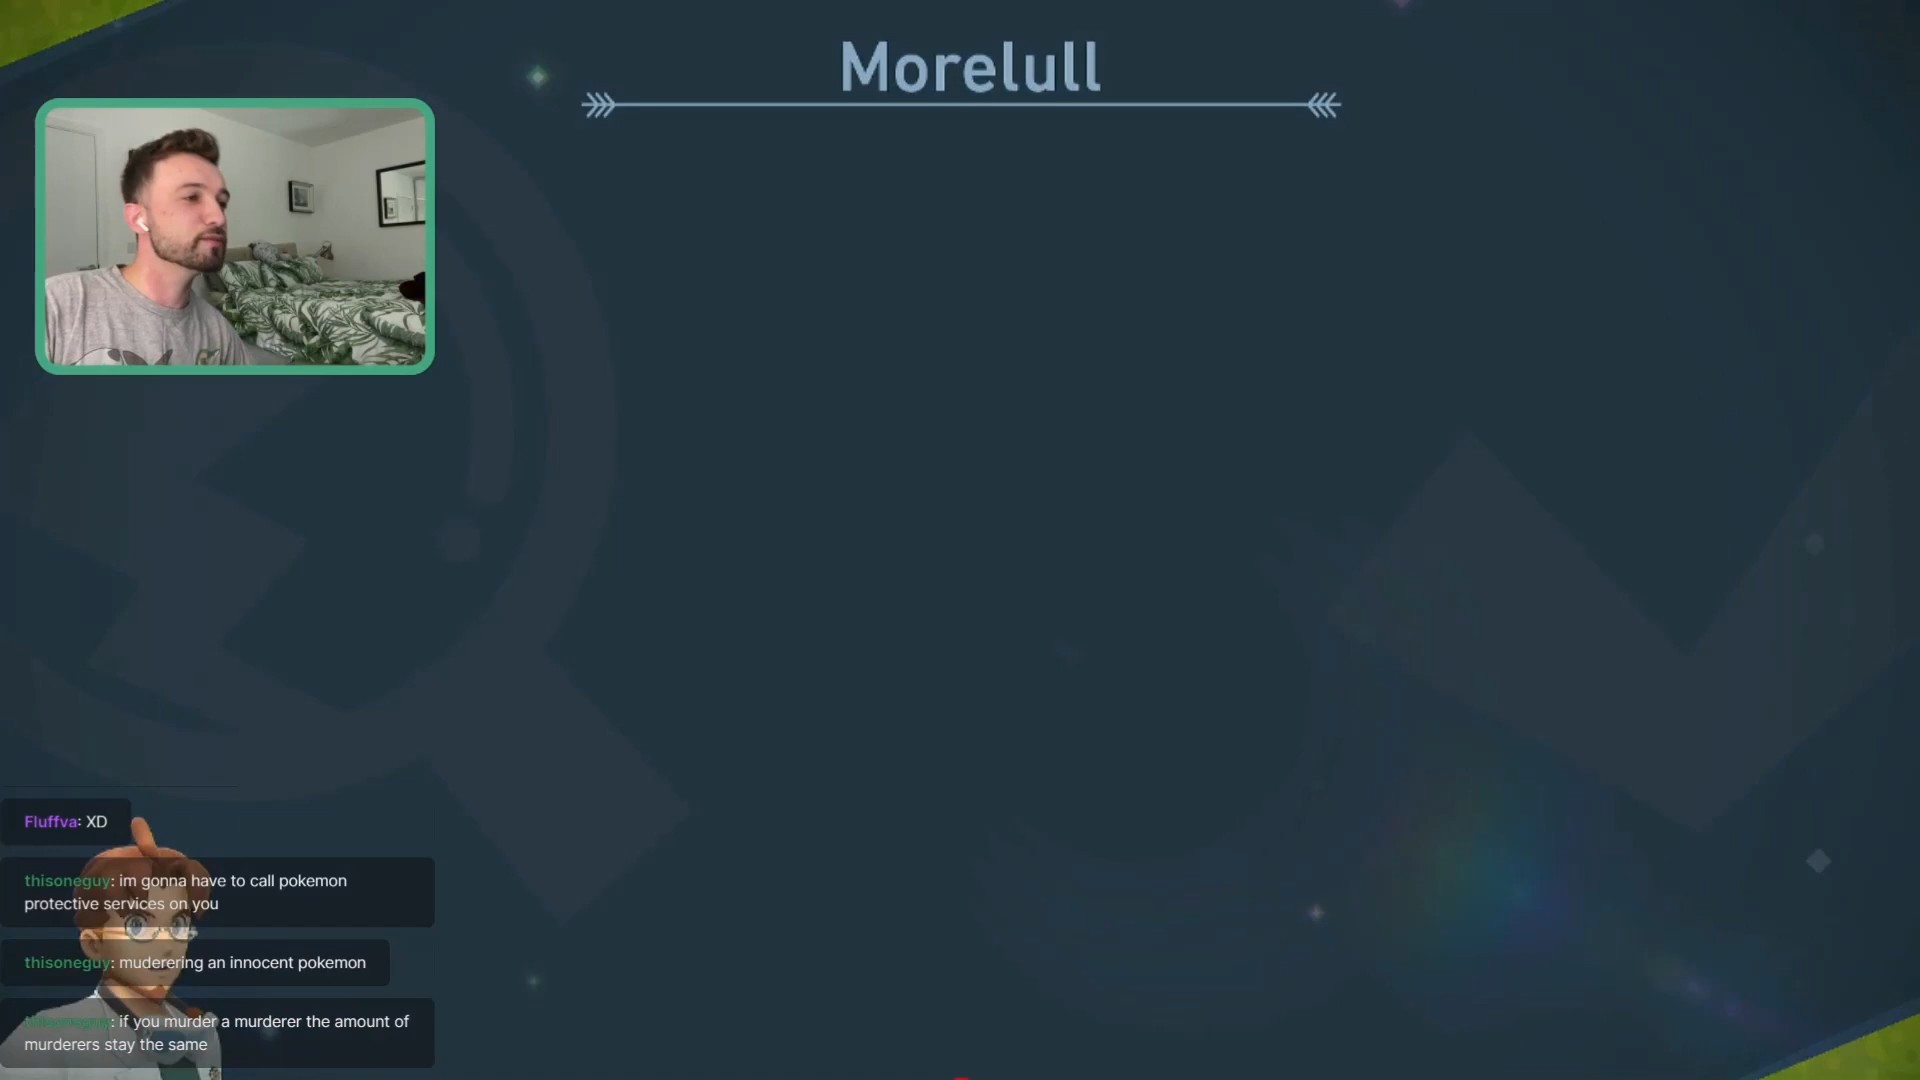 Morelull
Fluffva: XD
thisoneguy: im gonna have to call pokemon
protective services on you
thisoneguy: muderering an innocent pokemon
thisoneguy: if you murder a murderer the amount of
murderers stay the same